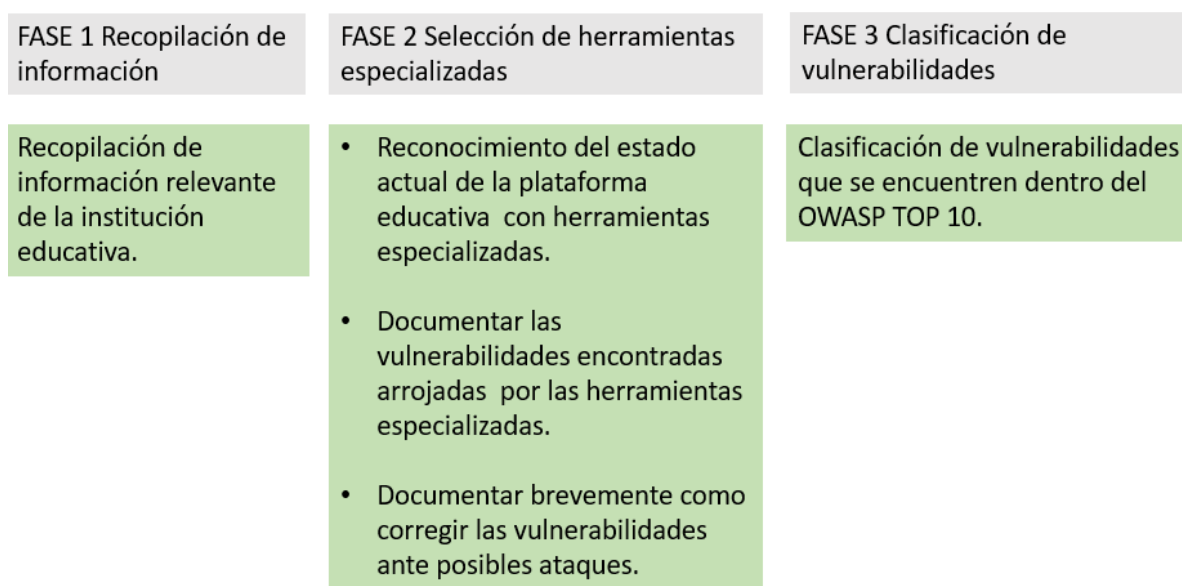 FASE 1 Recopilación de
información
FASE 2 Selección de herramientas
especializadas
FASE 3 Clasificación de
vulnerabilidades
Recopilación de
información relevante
de la institución
educativa.
• Reconocimiento del estado
actual de la plataforma
educativa con herramientas
especializadas.
• Documentar las
vulnerabilidades encontradas
arrojadas por las herramientas
especializadas.
• Documentar brevemente como
corregir las vulnerabilidades
ante posibles ataques.
Clasificación de vulnerabilidades
que se encuentren dentro del
OWASP TOP 10.